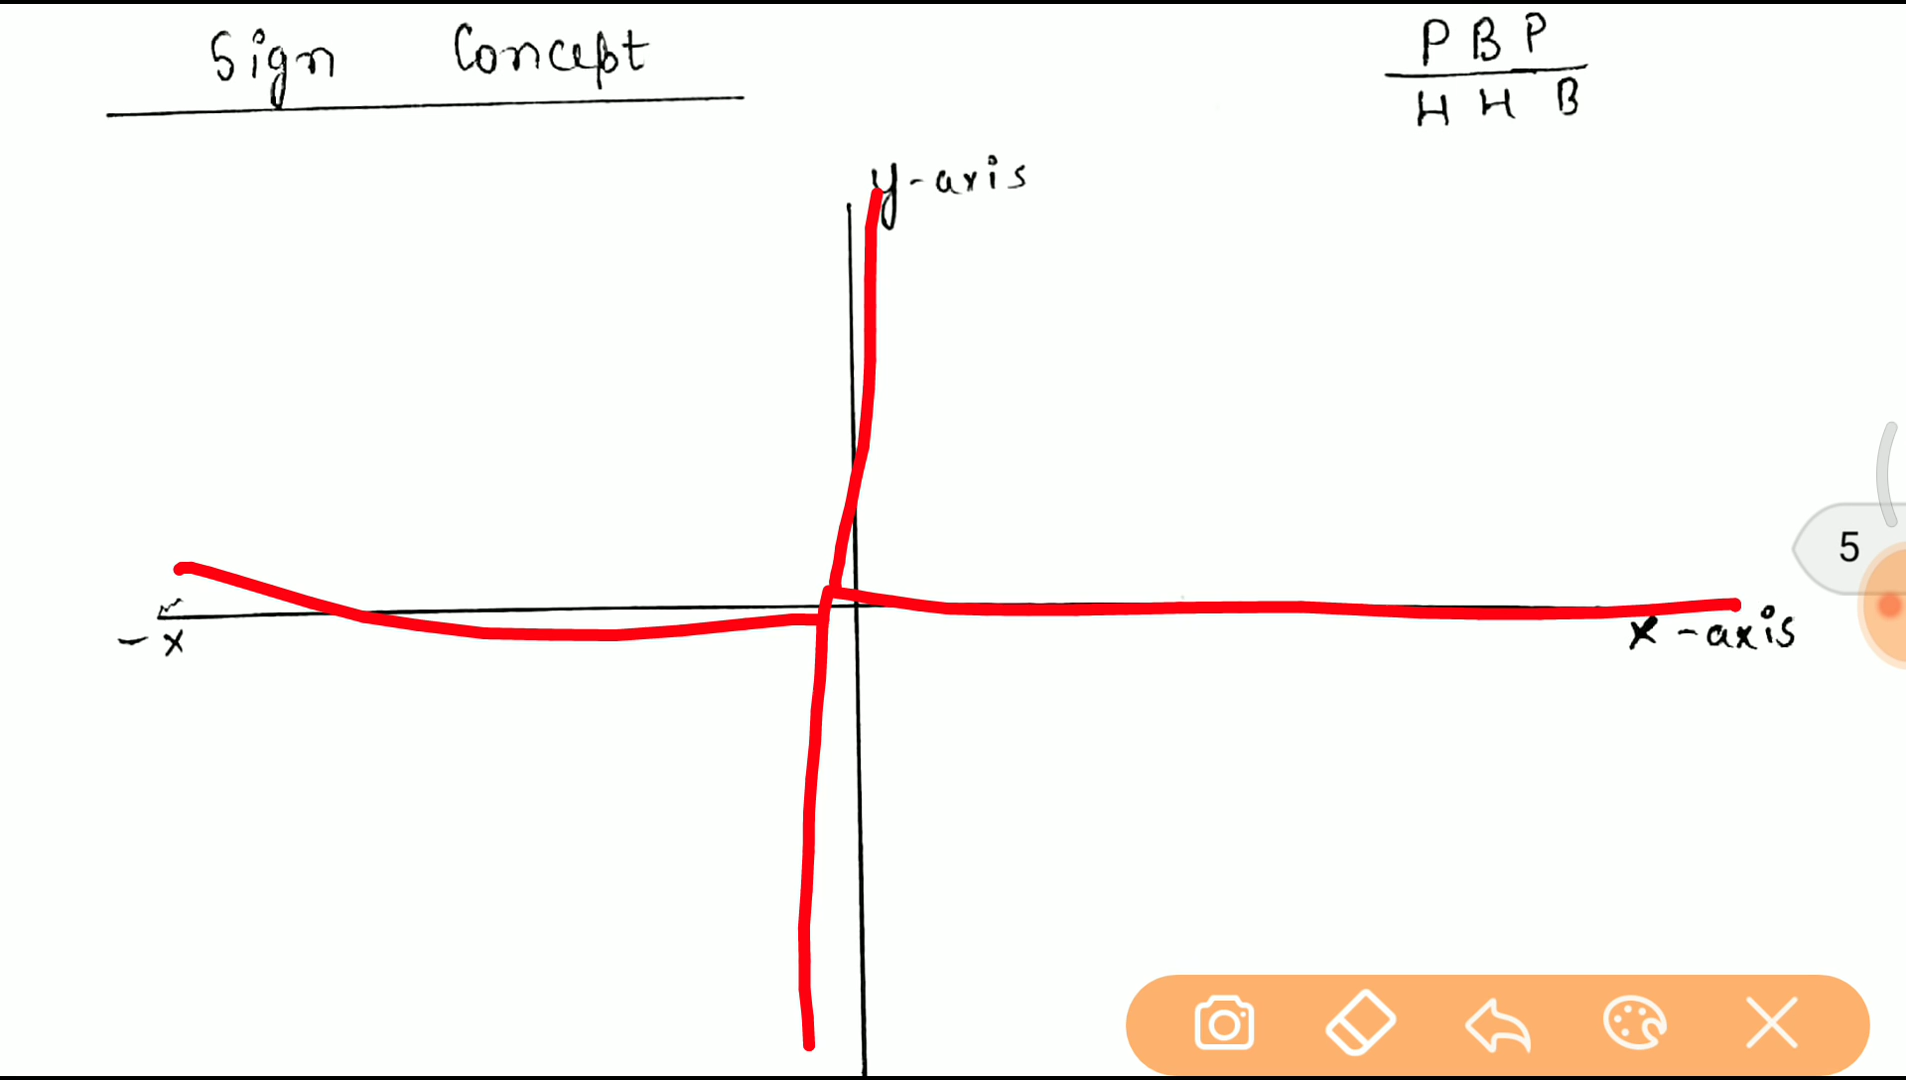 Sign Concept
P B P
H H B
y-axis
5
-x
x-axis